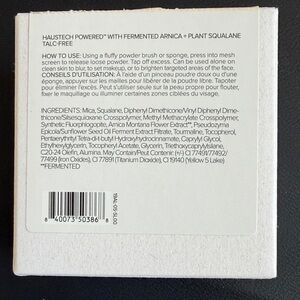 HAUSTECH POWERED™ WITH FERMENTED ARNICA + PLANT SQUALANE
TALC-FREE
HOW TO USE: Using a fluffy powder brush or sponge, press into mesh
screen to release loose powder. Tap off excess. Can be used alone on
clean skin to blur, to set makeup, or to brighten targeted areas of the face.
CONSEILS D'UTILISATION: À l'aide d'un pinceau poudre doux ou d'une
éponge, appuyer sur les mailles pour libérer de la poudre libre. Tapotez
pour enlever l'excès. Peut s'utiliser seule sur la peau propre pour flouter,
fixer le maquillage ou illuminer certaines zones ciblées du visage.
INGREDIENTS: Mica, Squalane, Diphenyl Dimethicone/Vinyl Diphenyl Dime-
thicone/Silsesquioxane Crosspolymer, Methyl Methacrylate Crosspolymer,
Synthetic Fluorphlogopite, Arnica Montana Flower Extract**, Pseudozyma
Epicola/Sunflower Seed Oil Ferment Extract Filtrate, Tourmaline, Tocopherol,
Pentaerythrityl Tetra-di-t-butyl Hydroxyhydrocinnamate, Caprylyl Glycol,
Ethylhexylglycerin, Tocopheryl Acetate, Glycerin, Triethoxycaprylylsilane,
C20-24 Olefin, Alumina. May Contain/Peut Contenir (+/-) CI 77491/77492
/77499 (Iron Oxides), CI 77891 (Titanium Dioxide), CI 19140 (Yellow 5 Lake)
**FERMENTED
8 40073 50386 8